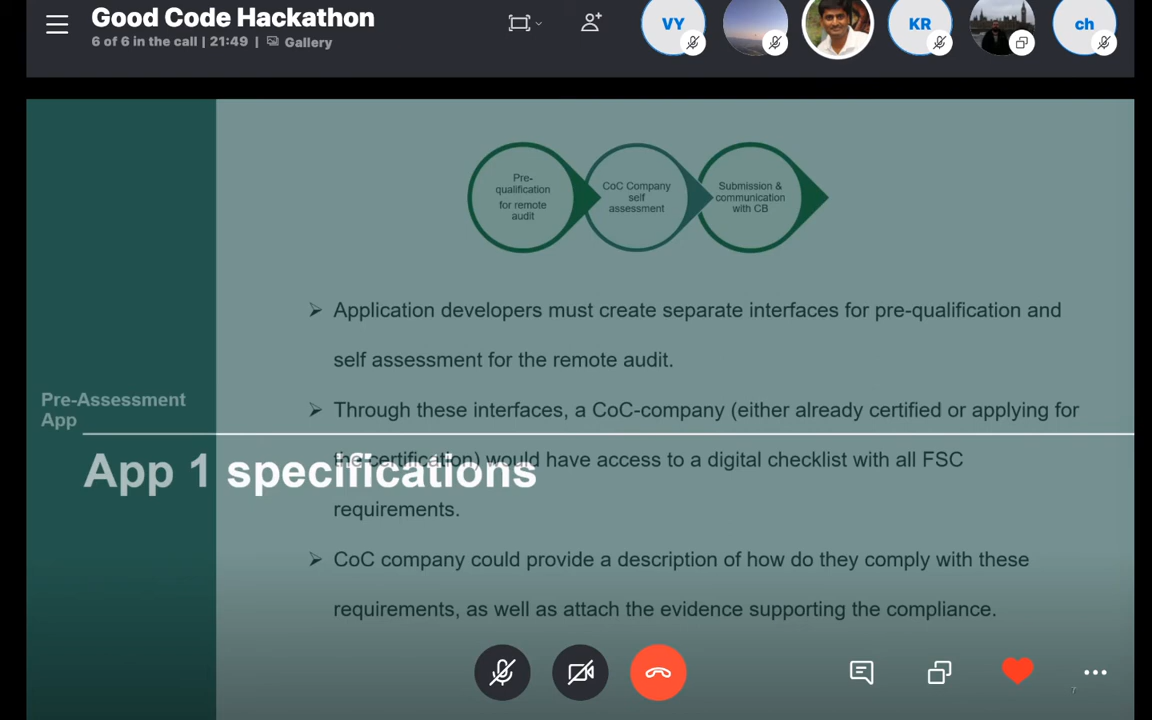 Good Code Hackathon
6 of 6 in the call | 21:49 | Gallery
VY
KR
ch
Pre-
qualification
for remote
audit
CoC Company
self
assessment
Submission &
communication
with CB
➢ Application developers must create separate interfaces for pre-qualification and
self assessment for the remote audit.
➢ Through these interfaces, a CoC-company (either already certified or applying for
the certification) would have access to a digital checklist with all FSC
requirements.
➢ CoC company could provide a description of how do they comply with these
requirements, as well as attach the evidence supporting the compliance.
Pre-Assessment
App
App 1 specifications
7